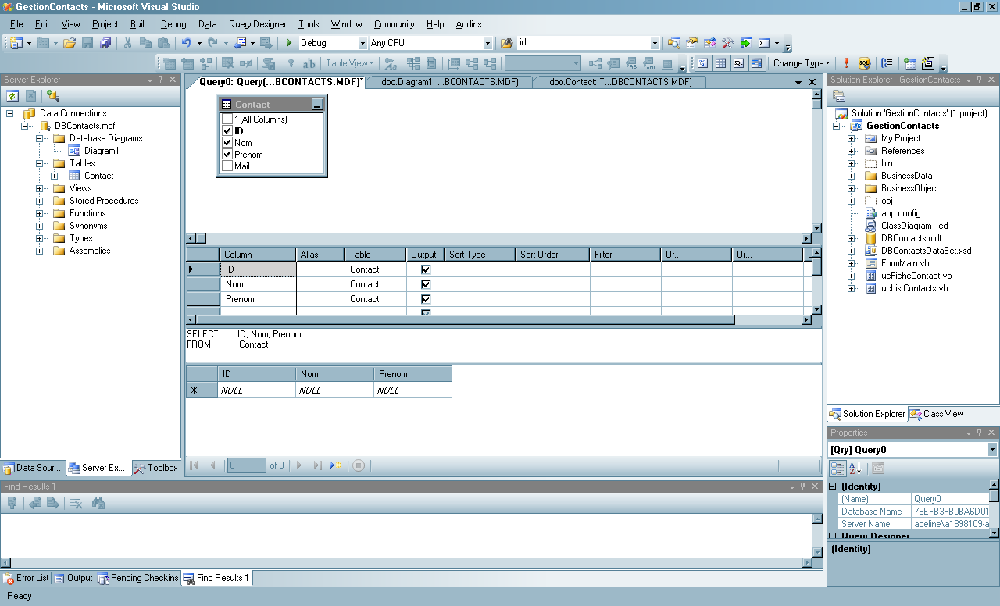 GestionContacts - Microsoft Visual Studio
File Edit View Project Build Debug Data Query Designer Tools Window Community Help Addins
Debug Any CPU id
Table View Change Type
Server Explorer
Data Connections
DBContacts.mdf
Database Diagrams
Diagram1
Tables
Contact
Views
Stored Procedures
Functions
Synonyms
Types
Assemblies
Data Sour... Server Ex... Toolbox
Query0: Query(...BCONTACTS.MDF)* dbo.Diagram1: ...BCONTACTS.MDF) dbo.Contact: T...DBCONTACTS.MDF)
Contact
* (All Columns)
ID
Nom
Prenom
Mail
Column Alias Table Output Sort Type Sort Order Filter Or... Or...
ID Contact
Nom Contact
Prenom Contact
SELECT ID, Nom, Prenom
FROM Contact
ID Nom Prenom
NULL NULL NULL
0 of 0
Solution Explorer - GestionContacts
Solution 'GestionContacts' (1 project)
GestionContacts
My Project
References
bin
BusinessData
BusinessObject
obj
app.config
ClassDiagram1.cd
DBContacts.mdf
DBContactsDataSet.xsd
FormMain.vb
ucFicheContact.vb
ucListContacts.vb
Solution Explorer Class View
Properties
[Qry] Query0
(Identity)
(Name) Query0
Database Name 76EFB3FB0BA6D01
Server Name adeline\a1898109-a
Query Designer
(Identity)
Find Results 1
Error List Output Pending Checkins Find Results 1
Ready